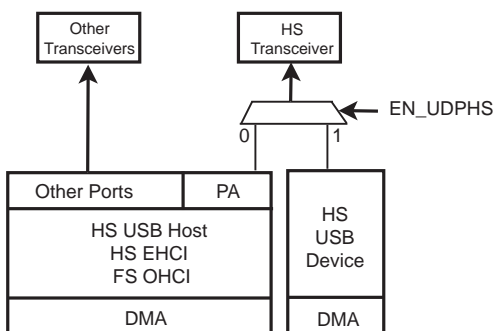 Other
Transceivers
HS
Transceiver
EN_UDPHS
0
1
Other Ports
PA
HS USB Host
HS EHCI
FS OHCI
DMA
HS
USB
Device
DMA